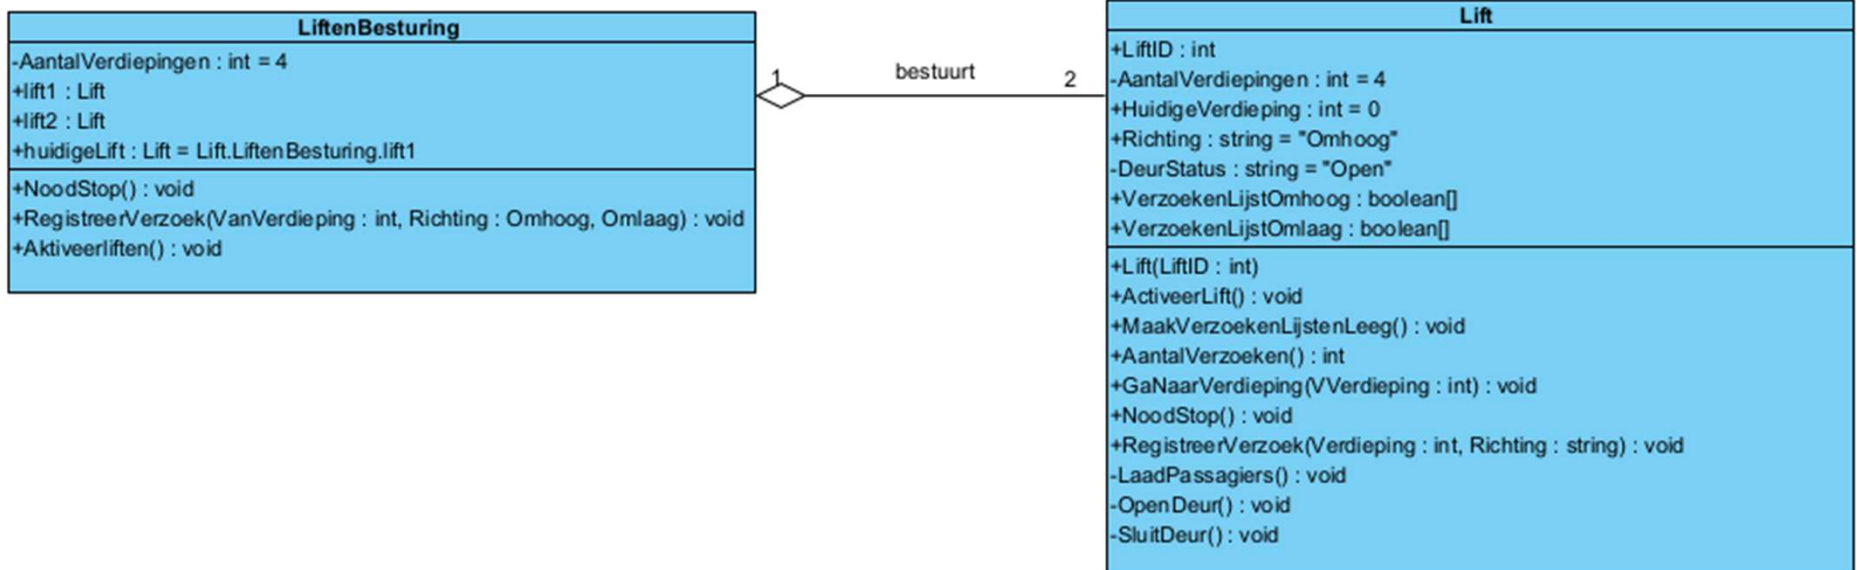 LiftenBesturing
-AantalVerdiepingen : int = 4
+lift1 : Lift
+lift2 : Lift
+huidigeLift : Lift = Lift.LiftenBesturing.lift1
+NoodStop() : void
+RegistreerVerzoek(VanVerdieping : int, Richting : Omhoog, Omlaag) : void
+Aktiveerliften() : void
1
bestuurt
2
Lift
+LiftID : int
-AantalVerdiepingen : int = 4
+HuidigeVerdieping : int = 0
+Richting : string = "Omhoog"
-DeurStatus : string = "Open"
+VerzoekenLijstOmhoog : boolean[]
+VerzoekenLijstOmlaag : boolean[]
+Lift(LiftID : int)
+ActiveerLift() : void
+MaakVerzoekenLijstenLeeg() : void
+AantalVerzoeken() : int
+GaNaarVerdieping(VVerdieping : int) : void
+NoodStop() : void
+RegistreerVerzoek(Verdieping : int, Richting : string) : void
-LaadPassagiers() : void
-OpenDeur() : void
-SluitDeur() : void